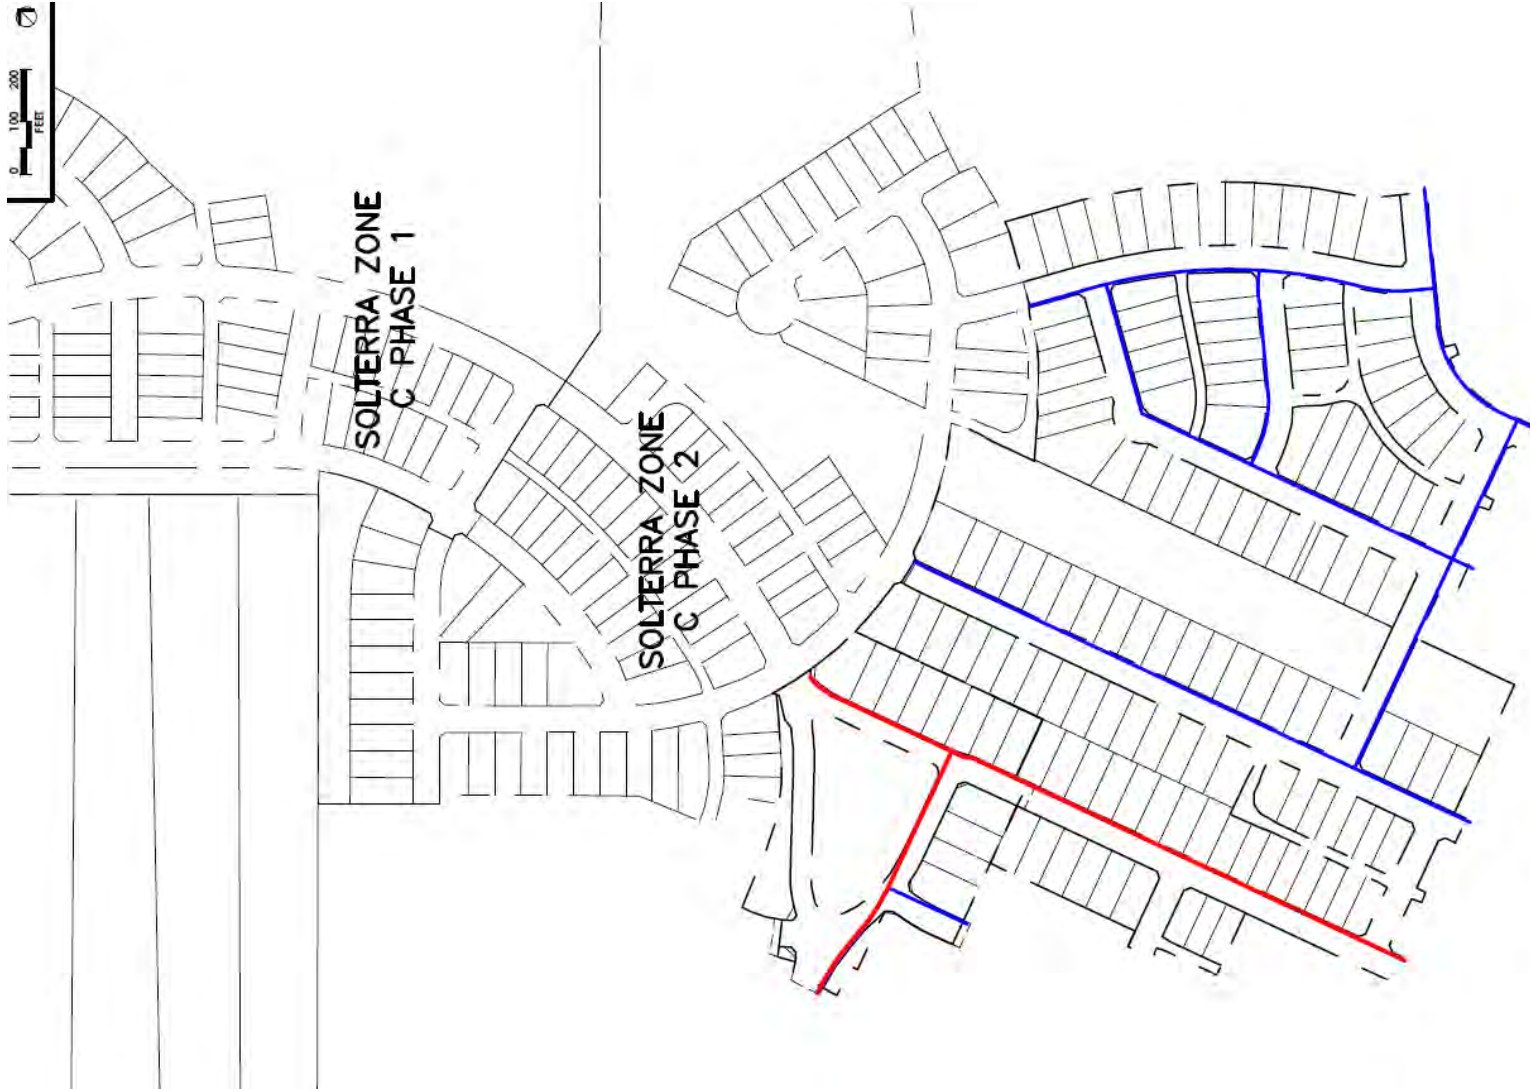 0 100 200
FEET
SOLTERRA ZONE
C PHASE 1
SOLTERRA ZONE
C PHASE 2